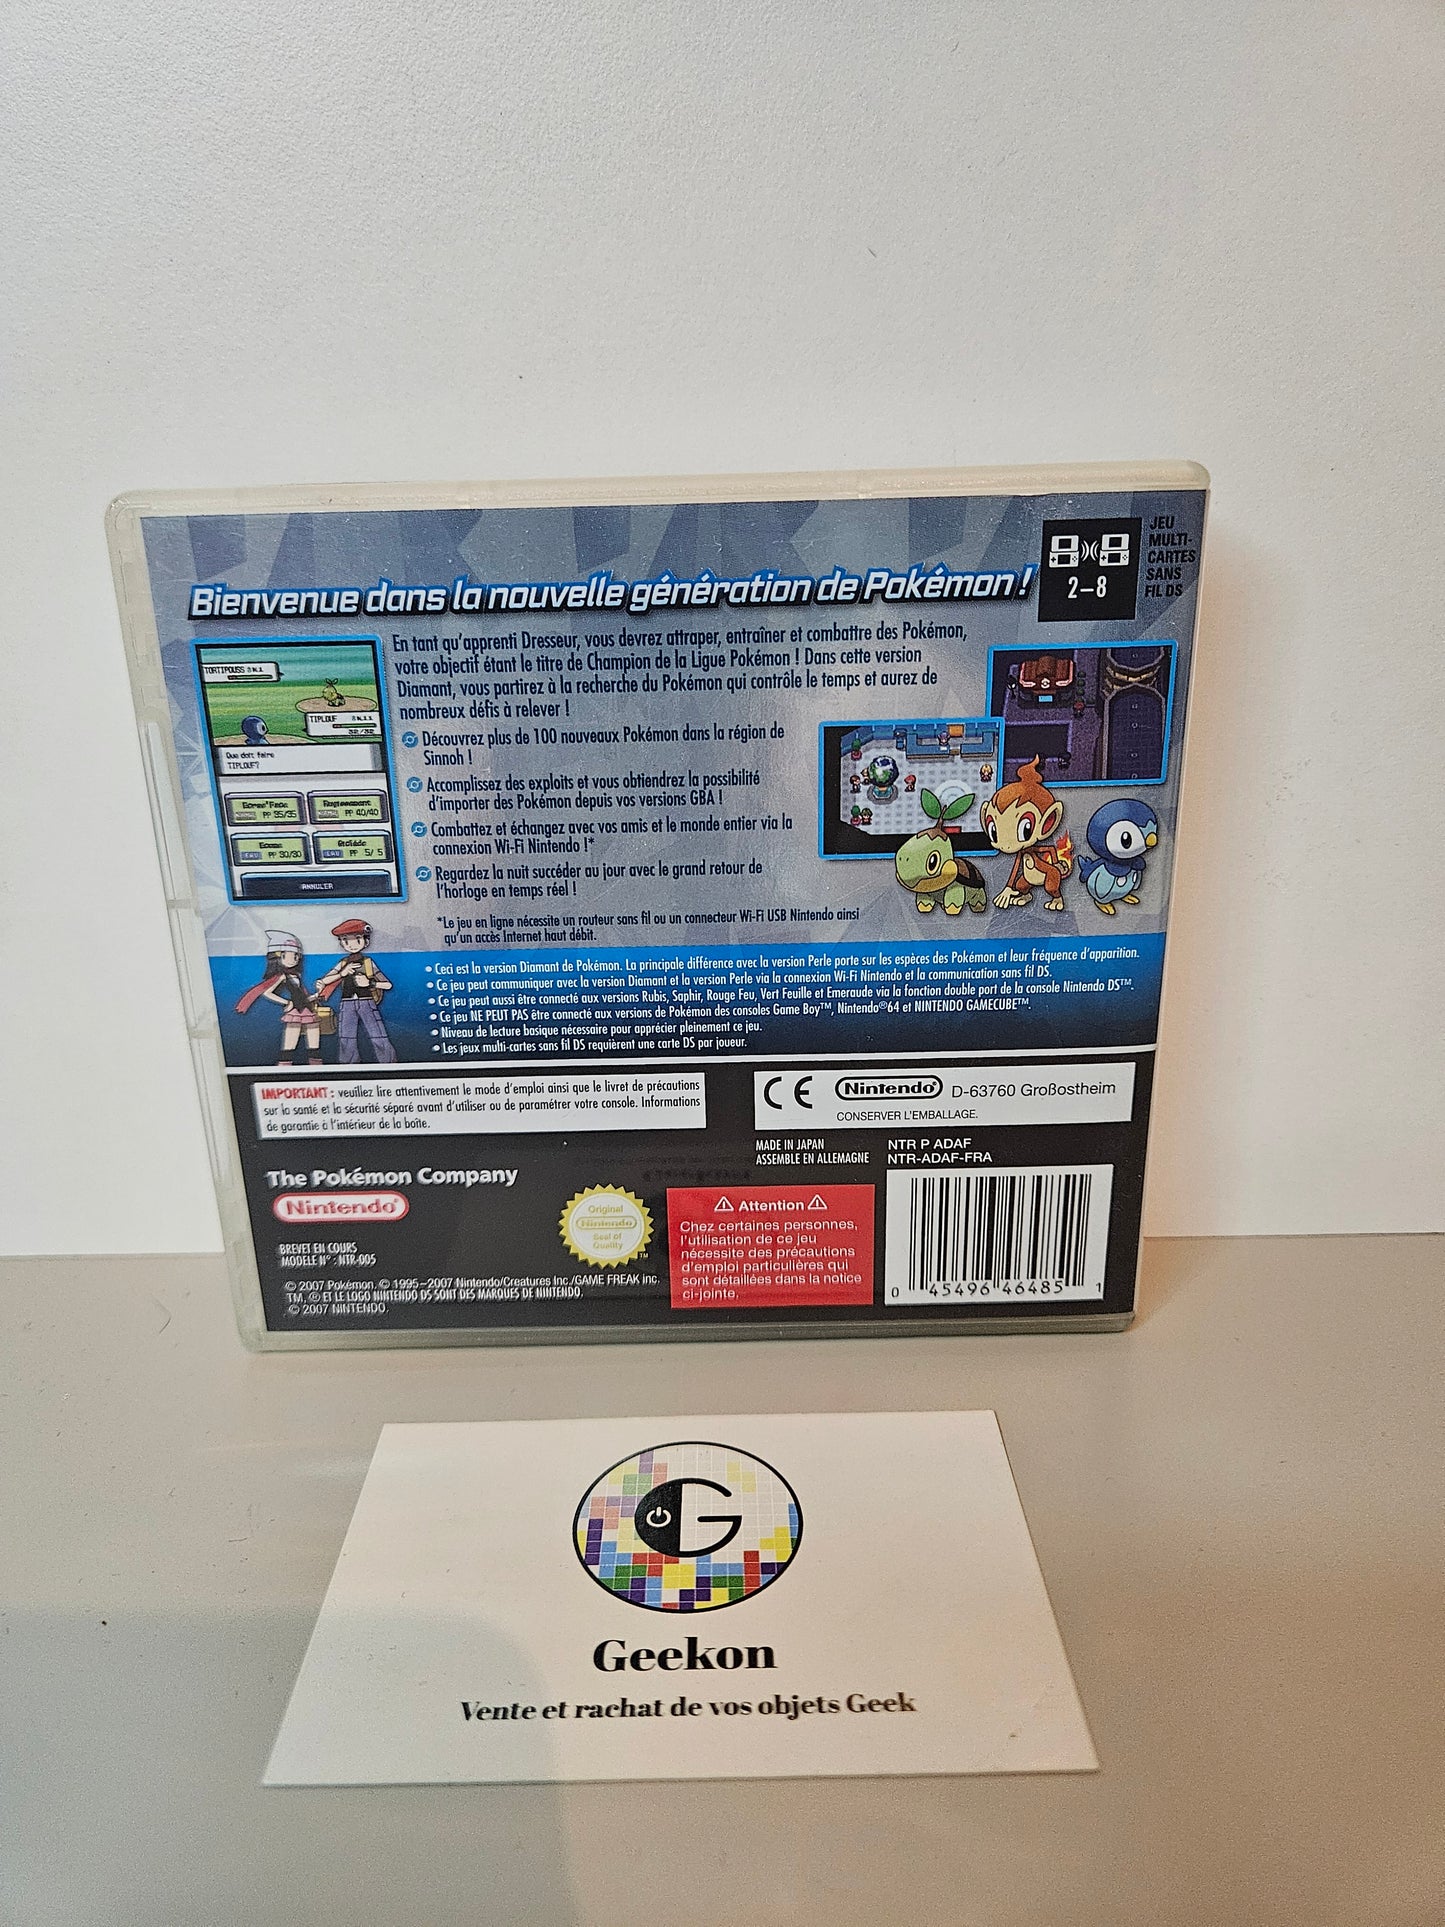 JEU
MULTI-
CARTES
SANS
FIL DS
2–8
Bienvenue dans la nouvelle génération de Pokémon !
En tant qu'apprenti Dresseur, vous devrez attraper, entraîner et combattre des Pokémon,
votre objectif étant le titre de Champion de la Ligue Pokémon ! Dans cette version
Diamant, vous partirez à la recherche du Pokémon qui contrôle le temps et aurez de
nombreux défis à relever !
Découvrez plus de 100 nouveaux Pokémon dans la région de
Sinnoh !
Accomplissez des exploits et vous obtiendrez la possibilité
d'importer des Pokémon depuis vos versions GBA !
Combattez et échangez avec vos amis et le monde entier via la
connexion Wi-Fi Nintendo !*
Regardez la nuit succéder au jour avec le grand retour de
l'horloge en temps réel !
*Le jeu en ligne nécessite un routeur sans fil ou un connecteur Wi-Fi USB Nintendo ainsi
qu'un accès Internet haut débit.
TORTIPOUSS
TIPLOUF
32/32
Que doit faire
TIPLOUF?
PP 35/35
PP 40/40
Ecume
EAU PP 30/30
EAU PP 5/ 5
ANNULER
• Ceci est la version Diamant de Pokémon. La principale différence avec la version Perle porte sur les espèces des Pokémon et leur fréquence d'apparition.
• Ce jeu peut communiquer avec la version Diamant et la version Perle via la connexion Wi-Fi Nintendo et la communication sans fil DS.
• Ce jeu peut aussi être connecté aux versions Rubis, Saphir, Rouge Feu, Vert Feuille et Emeraude via la fonction double port de la console Nintendo DS™.
• Ce jeu NE PEUT PAS être connecté aux versions de Pokémon des consoles Game Boy™, Nintendo®64 et NINTENDO GAMECUBE™.
• Niveau de lecture basique nécessaire pour apprécier pleinement ce jeu.
• Les jeux multi-cartes sans fil DS requièrent une carte DS par joueur.
IMPORTANT : veuillez lire attentivement le mode d'emploi ainsi que le livret de précautions
sur la santé et la sécurité séparé avant d'utiliser ou de paramétrer votre console. Informations
de garantie à l'intérieur de la boîte.
CE Nintendo® D-63760 Großostheim
CONSERVER L'EMBALLAGE.
MADE IN JAPAN
ASSEMBLE EN ALLEMAGNE
NTR P ADAF
NTR-ADAF-FRA
The Pokémon Company
Nintendo®
BREVET EN COURS
MODELE N° : NTR-005
© 2007 Pokémon. © 1995–2007 Nintendo/Creatures Inc./GAME FREAK inc.
TM, ® ET LE LOGO NINTENDO DS SONT DES MARQUES DE NINTENDO.
© 2007 NINTENDO.
Original
Nintendo
Seal of
Quality
TM
Attention
Chez certaines personnes,
l'utilisation de ce jeu
nécessite des précautions
d'emploi particulières qui
sont détaillées dans la notice
ci-jointe.
0 45496 46485 1
G
Geekon
Vente et rachat de vos objets Geek